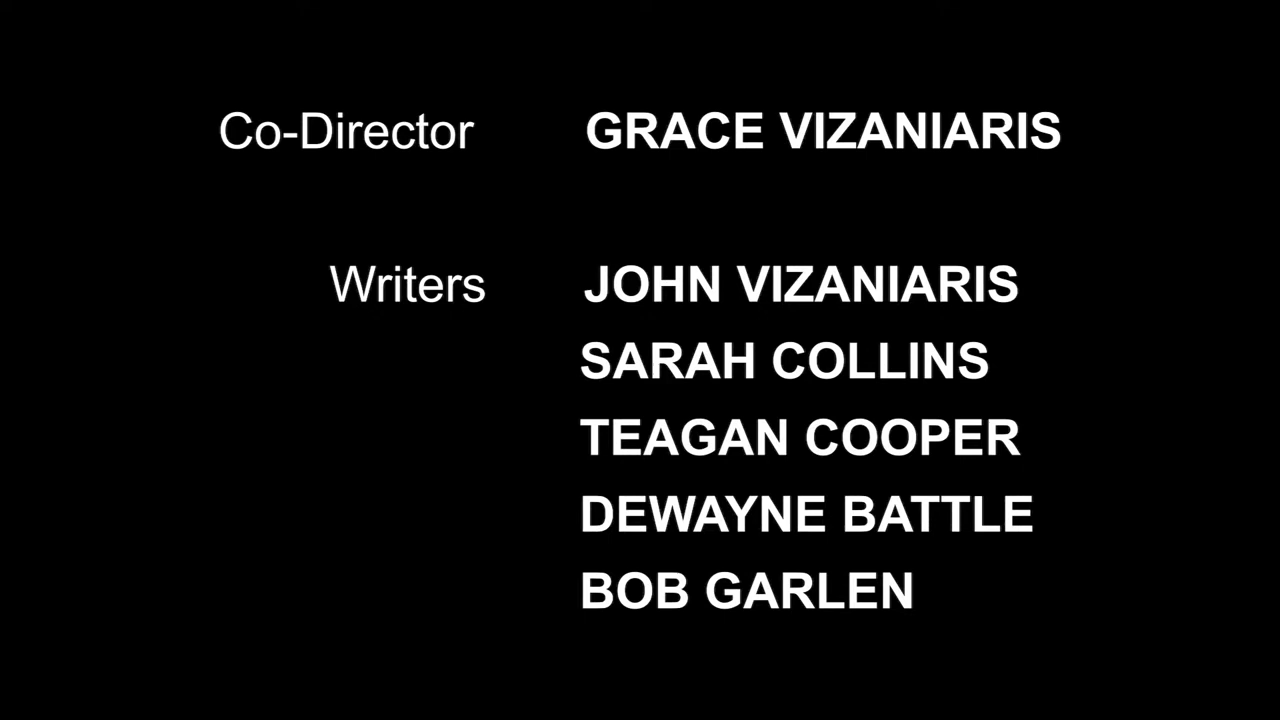 Co-Director GRACE VIZANIARIS
Writers JOHN VIZANIARIS
SARAH COLLINS
TEAGAN COOPER
DEWAYNE BATTLE
BOB GARLEN